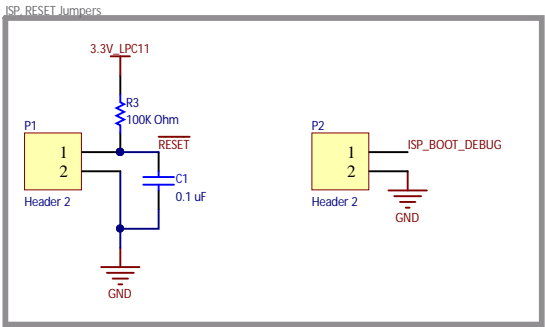 ISP, RESET Jumpers
3.3V_LPC11
R3
100K Ohm
P1
1
2
Header 2
RESET
C1
0.1 uF
GND
P2
1
2
Header 2
ISP_BOOT_DEBUG
GND